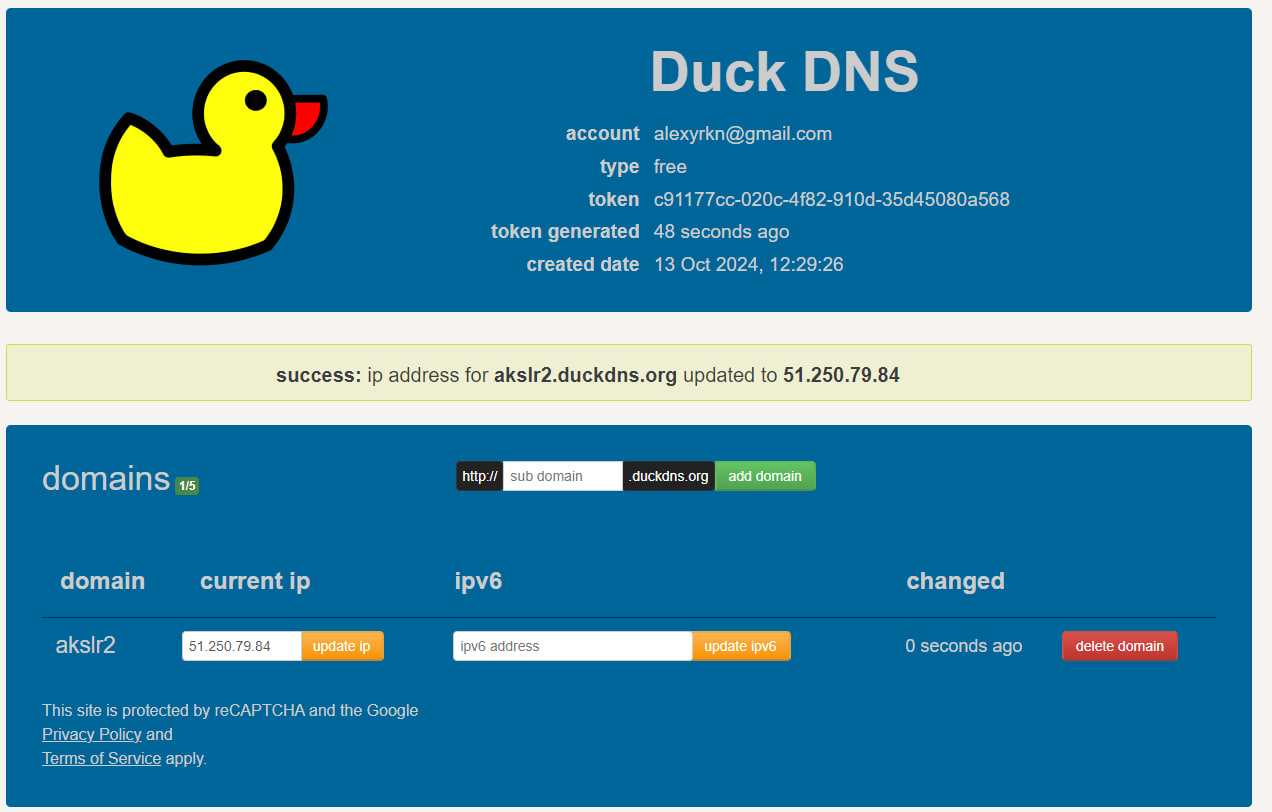 Duck DNS
account alexyrkn@gmail.com
type free
token c91177cc-020c-4f82-910d-35d45080a568
token generated 48 seconds ago
created date 13 Oct 2024, 12:29:26
success: ip address for akslr2.duckdns.org updated to 51.250.79.84
domains 1/5 http:// sub domain .duckdns.org add domain
domain current ip ipv6 changed
akslr2 51.250.79.84 update ip ipv6 address update ipv6 0 seconds ago delete domain
This site is protected by reCAPTCHA and the Google
Privacy Policy and
Terms of Service apply.